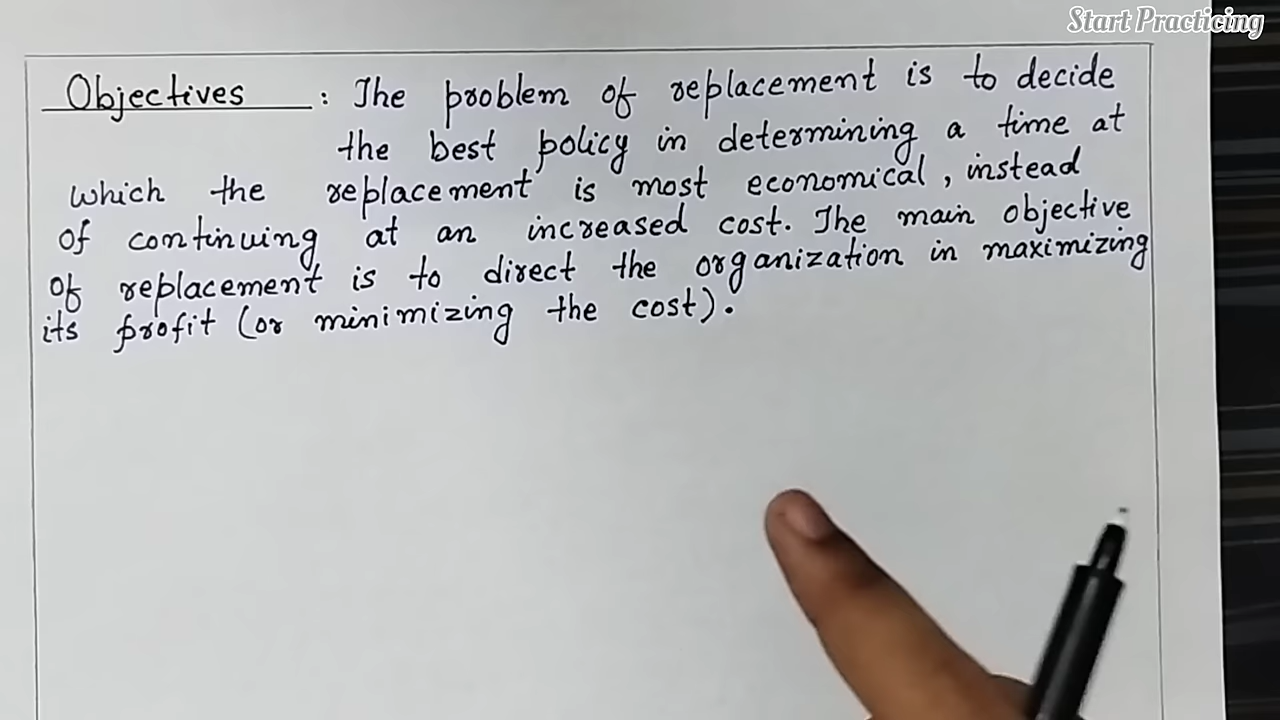 Start Practicing
Objectives : The problem of replacement is to decide
the best policy in determining a time at
which the replacement is most economical, instead
of continuing at an increased cost. The main objective
of replacement is to direct the organization in maximizing
its profit (or minimizing the cost).